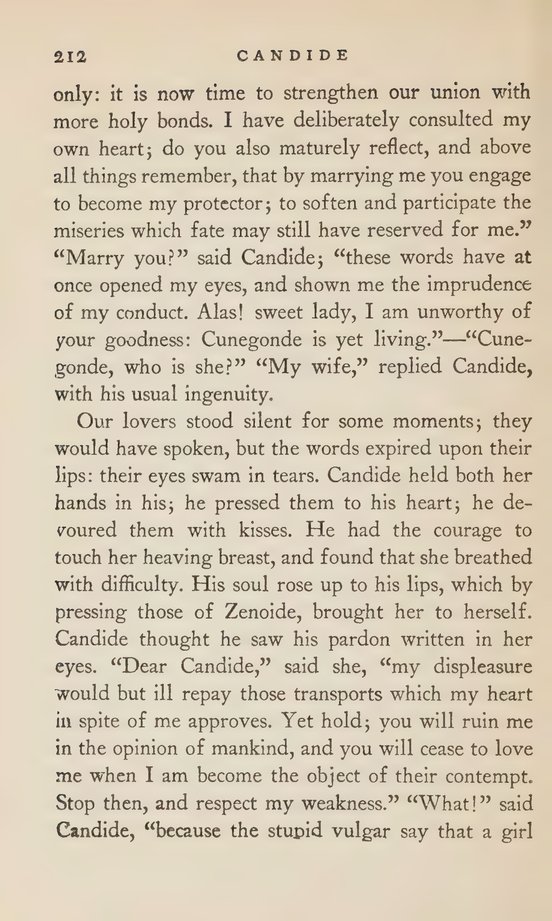 212 CANDIDE
only: it is now time to strengthen our union with
more holy bonds. I have deliberately consulted my
own heart; do you also maturely reflect, and above
all things remember, that by marrying me you engage
to become my protector; to soften and participate the
miseries which fate may still have reserved for me.”
“Marry you?” said Candide; “these words have at
once opened my eyes, and shown me the imprudence
of my conduct. Alas! sweet lady, I am unworthy of
your goodness: Cunegonde is yet living.”—“Cune-
gonde, who is she?” “My wife,” replied Candide,
with his usual ingenuity.
Our lovers stood silent for some moments; they
would have spoken, but the words expired upon their
lips: their eyes swam in tears. Candide held both her
hands in his; he pressed them to his heart; he de-
voured them with kisses. He had the courage to
touch her heaving breast, and found that she breathed
with difficulty. His soul rose up to his lips, which by
pressing those of Zenoide, brought her to herself.
Candide thought he saw his pardon written in her
eyes. “Dear Candide,” said she, “my displeasure
would but ill repay those transports which my heart
in spite of me approves. Yet hold; you will ruin me
in the opinion of mankind, and you will cease to love
me when I am become the object of their contempt.
Stop then, and respect my weakness.” “What!” said
Candide, “because the stupid vulgar say that a girl